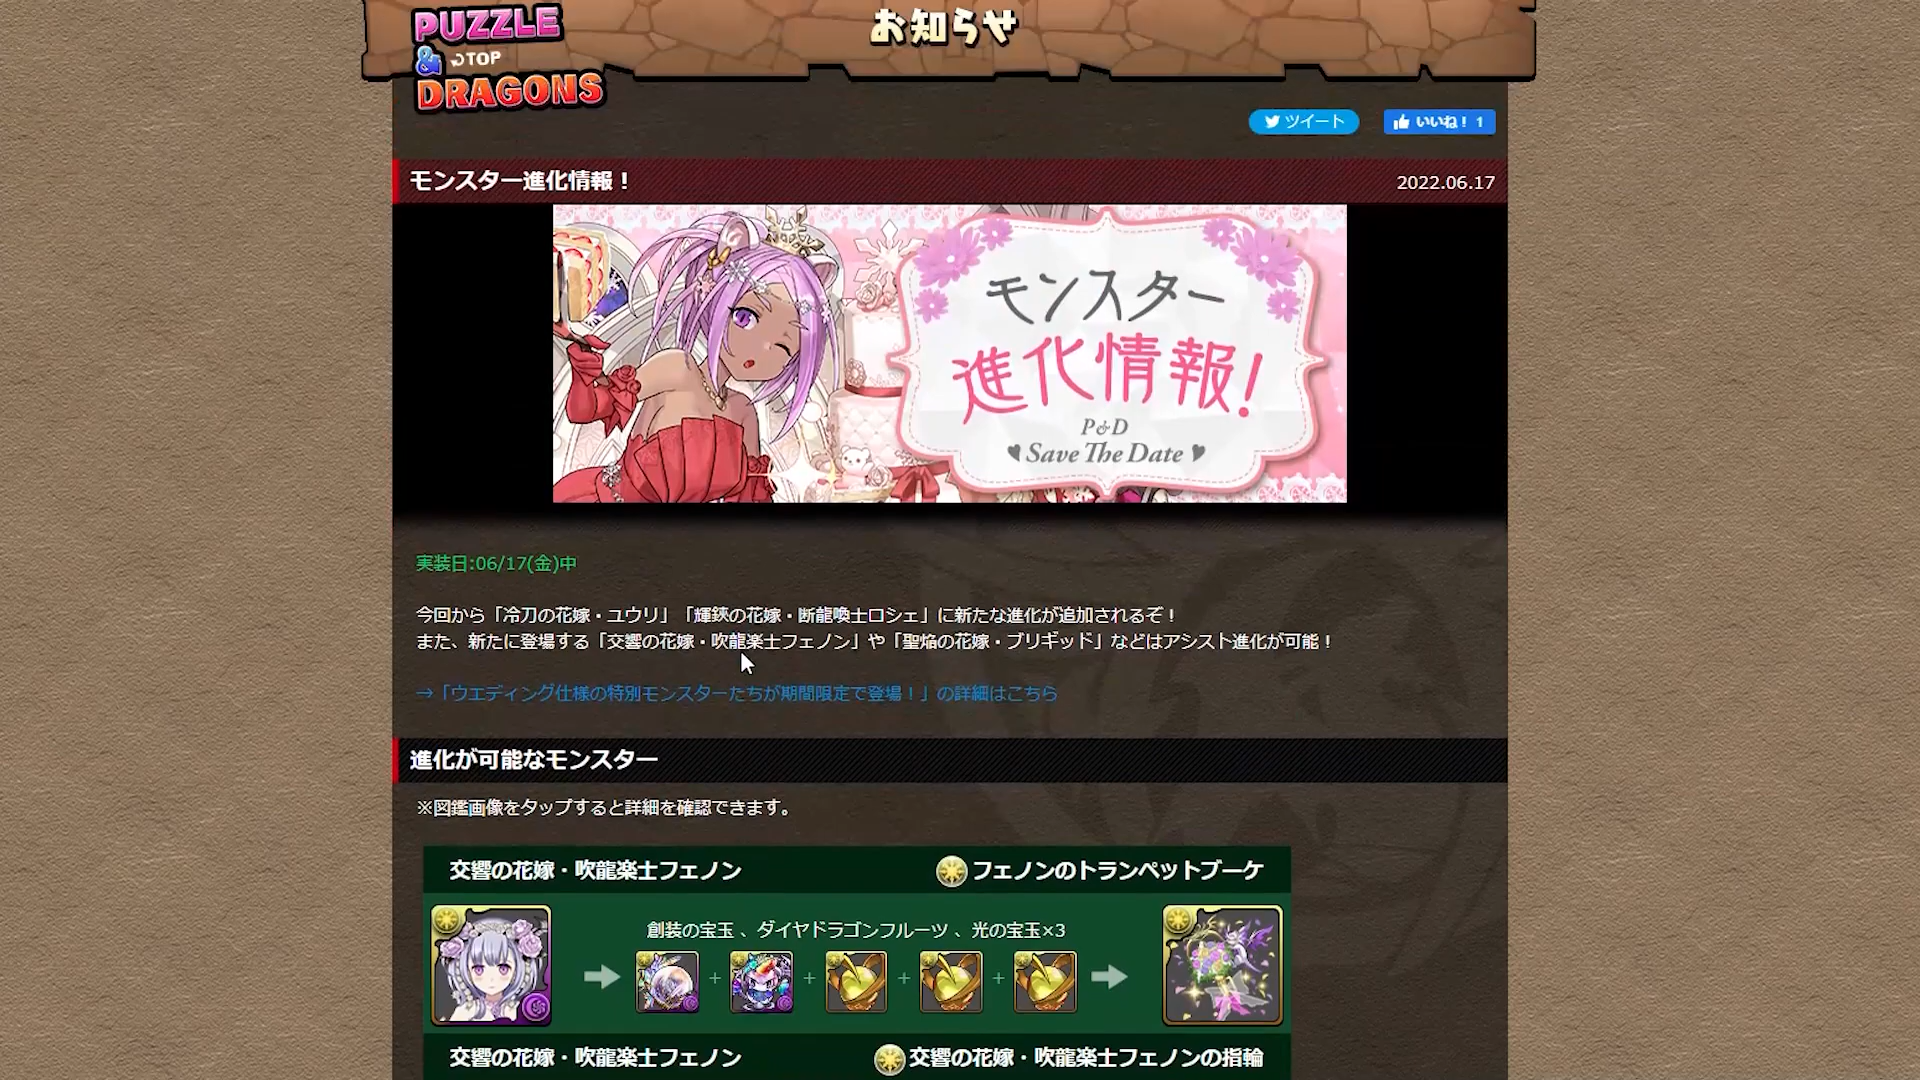 PUZZLE
& TOP
DRAGONS
お知らせ
ツイート
いいね！ 1
モンスター進化情報！
2022.06.17
モンスター
進化情報!
P&D
Save The Date
実装日:06/17(金)中
今回から「冷刀の花嫁・ユウリ」「輝鋏の花嫁・断龍喚士ロシェ」に新たな進化が追加されるぞ！
また、新たに登場する「交響の花嫁・吹龍楽士フェノン」や「聖焔の花嫁・ブリギッド」などはアシスト進化が可能！
→「ウエディング仕様の特別モンスターたちが期間限定で登場！」の詳細はこちら
進化が可能なモンスター
※図鑑画像をタップすると詳細を確認できます。
交響の花嫁・吹龍楽士フェノン
フェノンのトランペットブーケ
創装の宝玉 、ダイヤドラゴンフルーツ 、光の宝玉×3
+ + + +
交響の花嫁・吹龍楽士フェノン
交響の花嫁・吹龍楽士フェノンの指輪